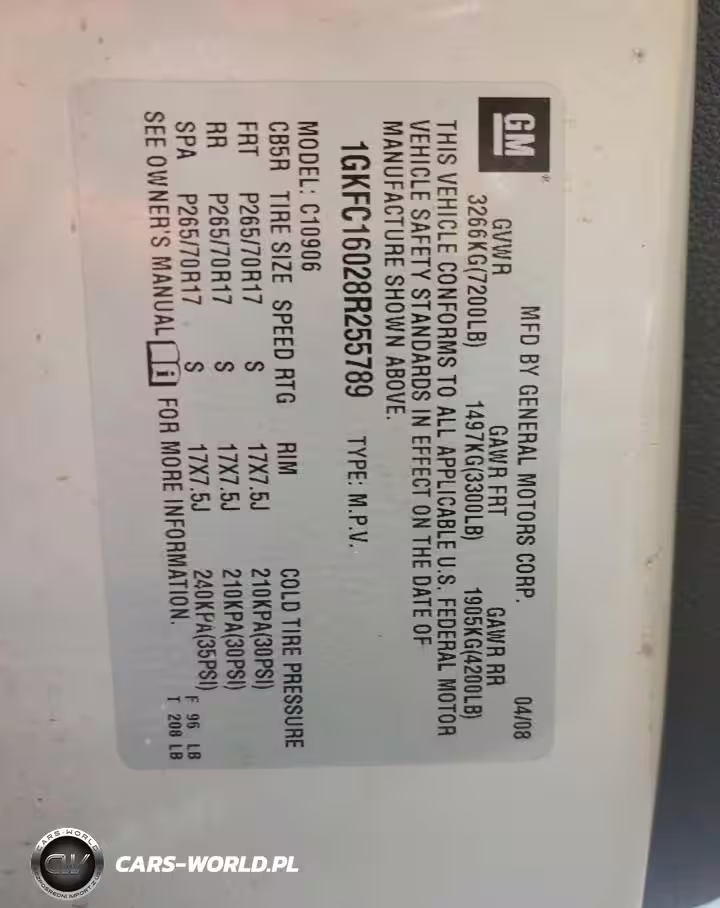 GM®
MFD BY GENERAL MOTORS CORP. 04/08
GVWR GAWR FRT GAWR RR
3266KG(7200LB) 1497KG(3300LB) 1905KG(4200LB)
THIS VEHICLE CONFORMS TO ALL APPLICABLE U.S. FEDERAL MOTOR
VEHICLE SAFETY STANDARDS IN EFFECT ON THE DATE OF
MANUFACTURE SHOWN ABOVE.
1GKFC16028R255789 TYPE: M.P.V.
MODEL: C10906
CB5R TIRE SIZE SPEED RTG RIM COLD TIRE PRESSURE
FRT P265/70R17 S 17X7.5J 210KPA(30PSI)
RR P265/70R17 S 17X7.5J 210KPA(30PSI)
SPA P265/70R17 S 17X7.5J 240KPA(35PSI)
SEE OWNER'S MANUAL FOR MORE INFORMATION.
F 96 LB
T 208 LB
CARS-WORLD
CW
CARS-WORLD.PL